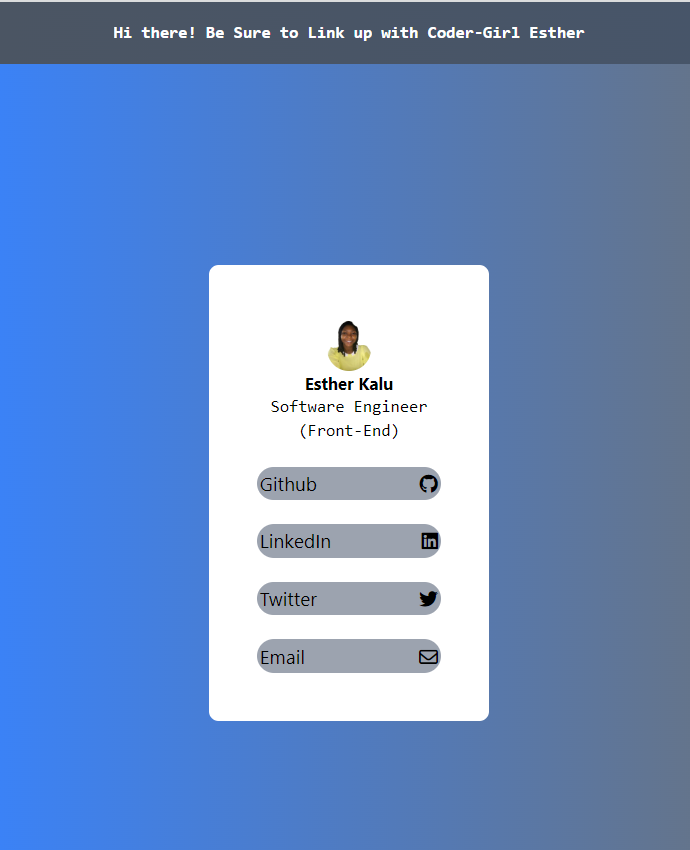 Hi there! Be Sure to Link up with Coder-Girl Esther
Esther Kalu
Software Engineer
(Front-End)
Github
LinkedIn
Twitter
Email